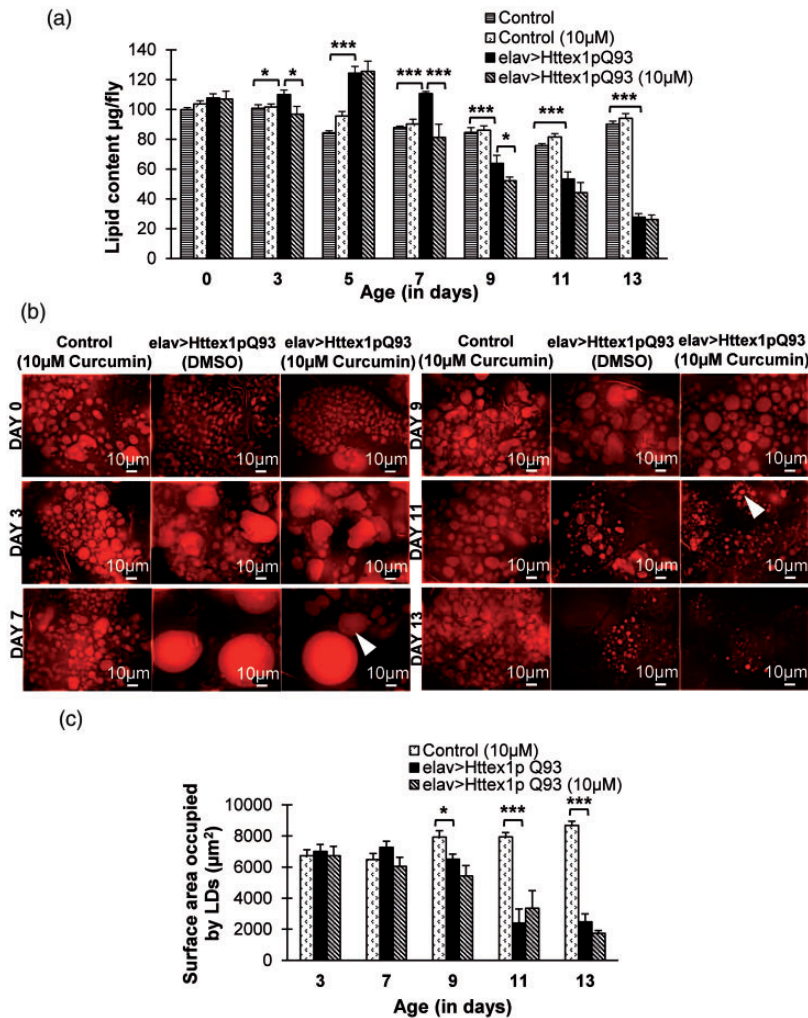 (a)
Control
Control (10μM)
elav>Httex1pQ93
elav>Httex1pQ93 (10μM)
Lipid content μg/fly
140
120
100
80
60
40
20
0
* * *** *** *** *** * *** ***
0 3 5 7 9 11 13
Age (in days)
(b)
Control
(10μM Curcumin)
elav>Httex1pQ93
(DMSO)
elav>Httex1pQ93
(10μM Curcumin)
Control
(10μM Curcumin)
elav>Httex1pQ93
(DMSO)
elav>Httex1pQ93
(10μM Curcumin)
DAY 0
10μm 10μm 10μm
DAY 9
10μm 10μm 10μm
DAY 3
10μm 10μm 10μm
DAY 11
10μm 10μm 10μm
DAY 7
10μm 10μm 10μm
DAY 13
10μm 10μm 10μm
(c)
Control (10μM)
elav>Httex1p Q93
elav>Httex1p Q93 (10μM)
Surface area occupied
by LDs (μm²)
10000
8000
6000
4000
2000
0
* *** ***
3 7 9 11 13
Age (in days)